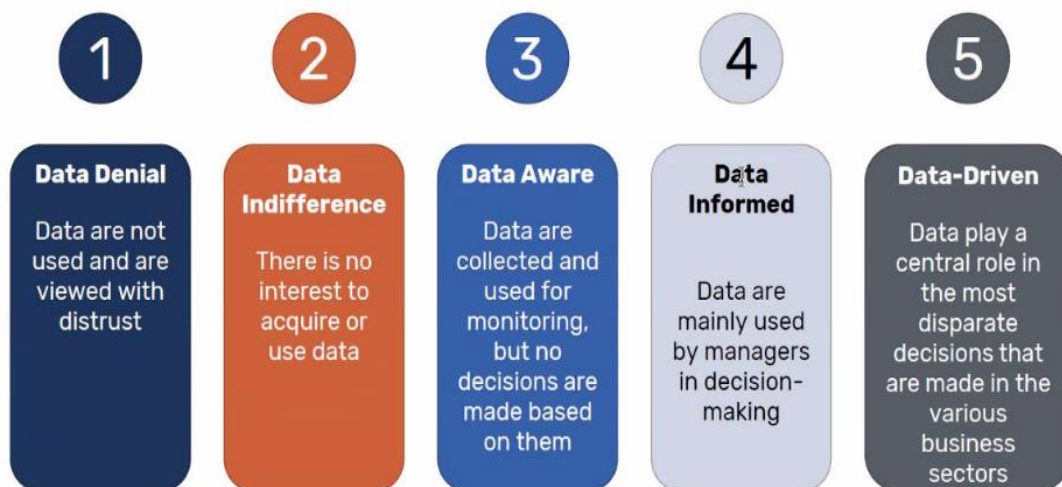 1
2
3
4
5
Data Denial
Data are not
used and are
viewed with
distrust
Data
Indifference
There is no
interest to
acquire or
use data
Data Aware
Data are
collected and
used for
monitoring,
but no
decisions are
made based
on them
Data
Informed
Data are
mainly used
by managers
in decision-
making
Data-Driven
Data play a
central role in
the most
disparate
decisions that
are made in the
various
business
sectors